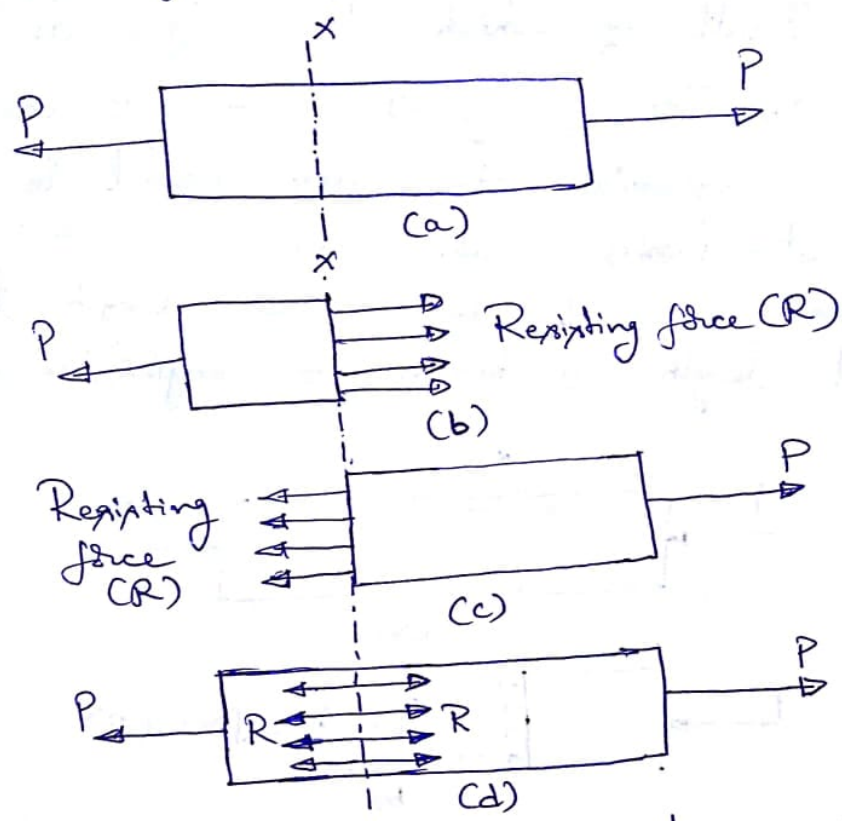 X
P
P
(a)
X
P
Resisting force (R)
(b)
P
Resisting
force
(R)
(c)
P
P
R
R
(d)